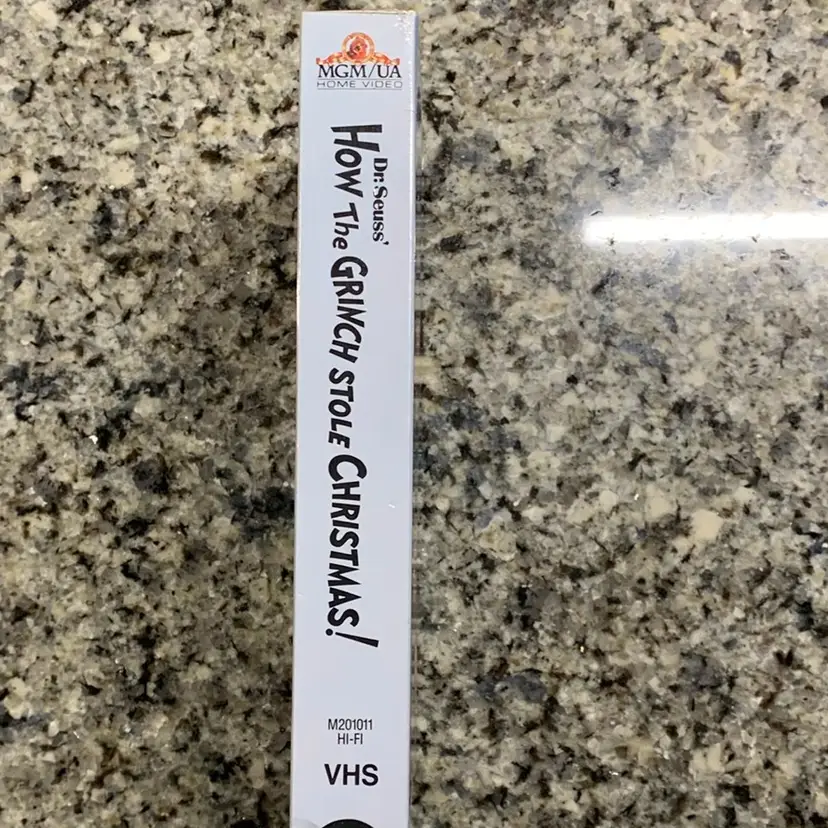 MGM/UA
HOME VIDEO
Dr. Seuss'
HOW The GRINCH STOLE CHRISTMAS!
M201011
HI-FI
VHS